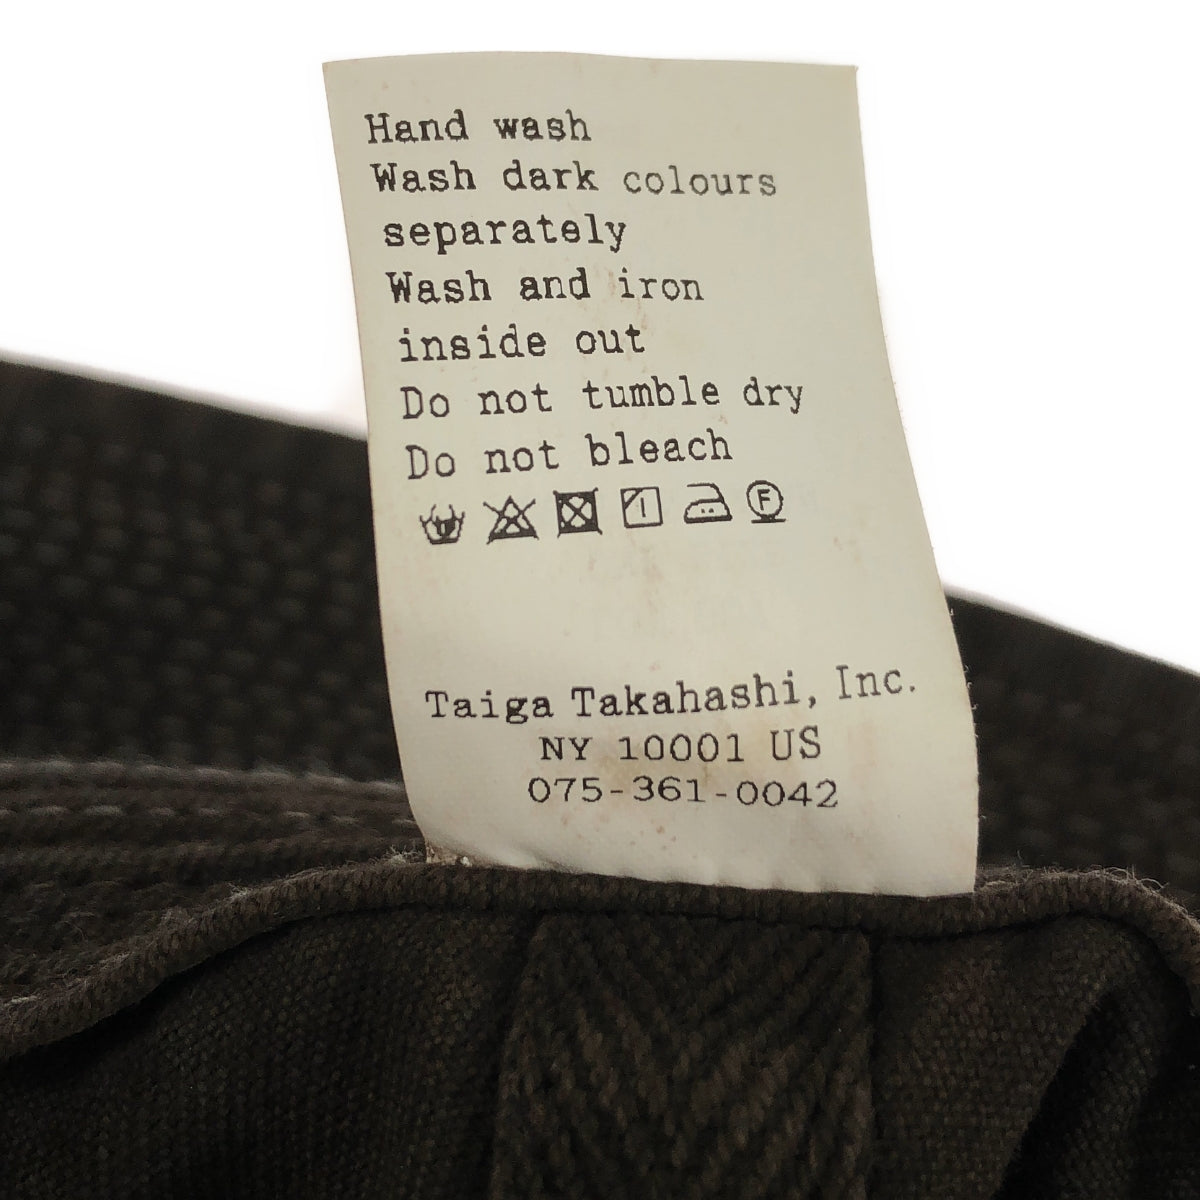 Hand wash
Wash dark colours
separately
Wash and iron
inside out
Do not tumble dry
Do not bleach
F
Taiga Takahashi, Inc.
NY 10001 US
075-361-0042